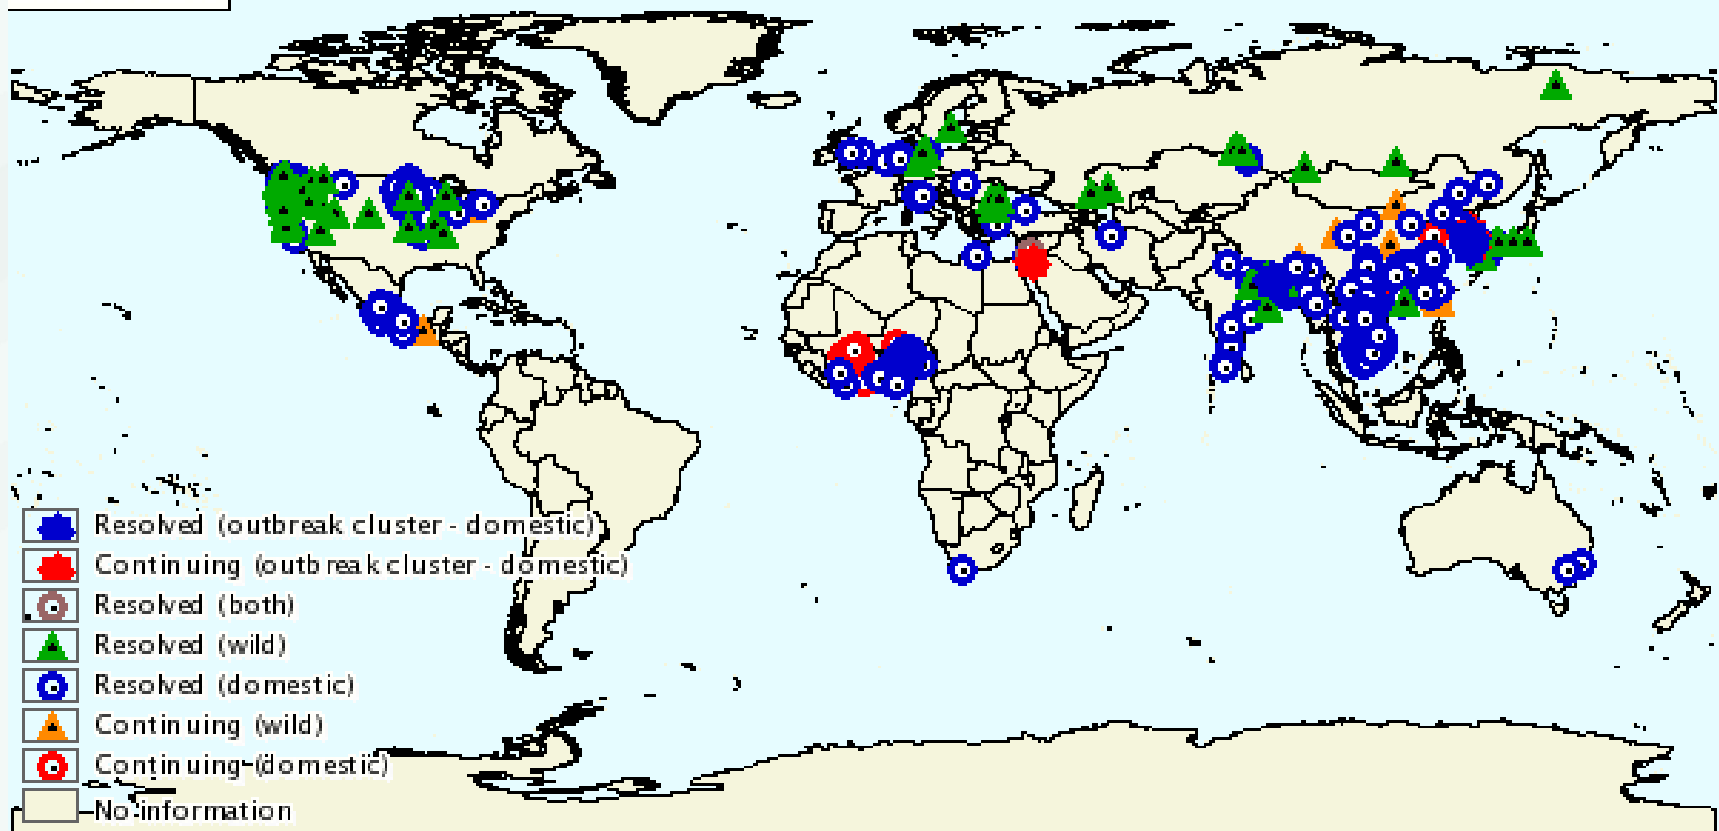 Resolved (outbreak cluster - domestic)
Continuing (outbreak cluster - domestic)
Resolved (both)
Resolved (wild)
Resolved (domestic)
Continuing (wild)
Continuing (domestic)
No information